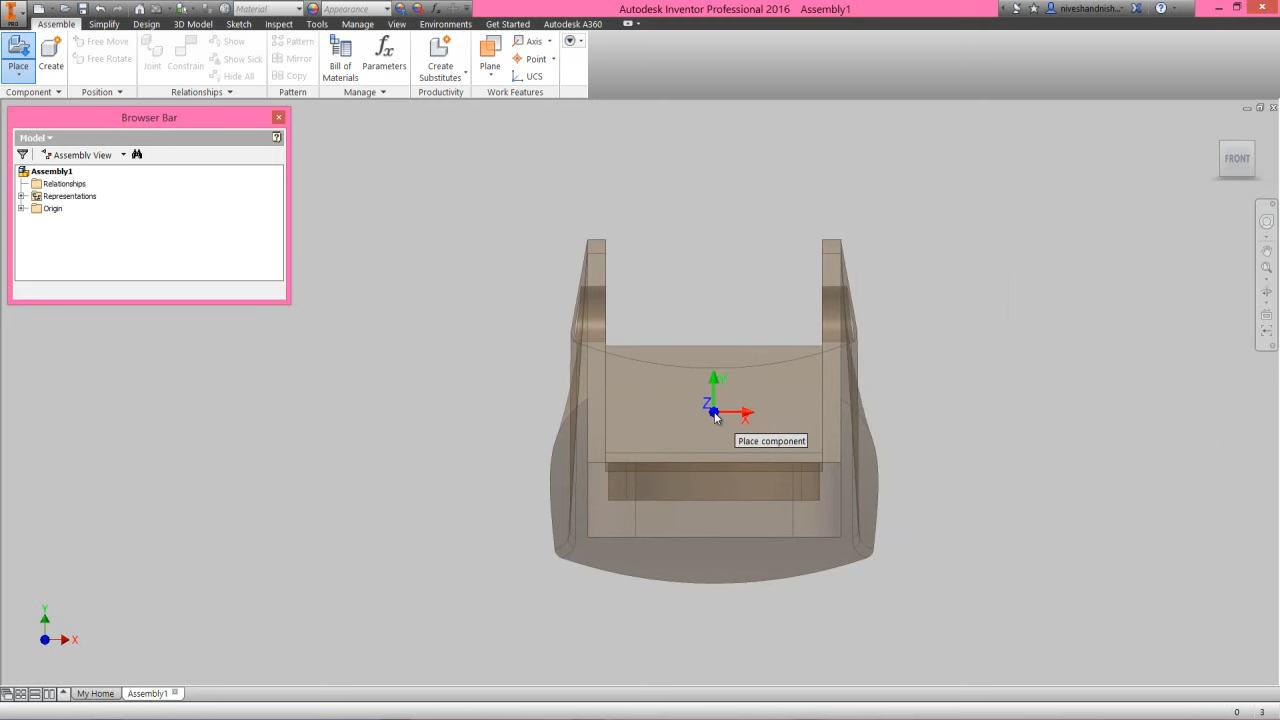 Material
Appearance
Autodesk Inventor Professional 2016 Assembly1
niveshandrish...
PRO
Assemble Simplify Design 3D Model Sketch Inspect Tools Manage View Environments Get Started Autodesk A360
Place
Create
Free Move
Free Rotate
Joint
Constrain
Show
Show Sick
Hide All
Pattern
Mirror
Copy
Bill of
Materials
fx
Parameters
Create
Substitutes
Plane
Axis
Point
UCS
Component
Position
Relationships
Pattern
Manage
Productivity
Work Features
Browser Bar
Model
Assembly View
Assembly1
Relationships
Representations
Origin
FRONT
Y
Z
X
Place component
Y
X
My Home
Assembly1
0 3